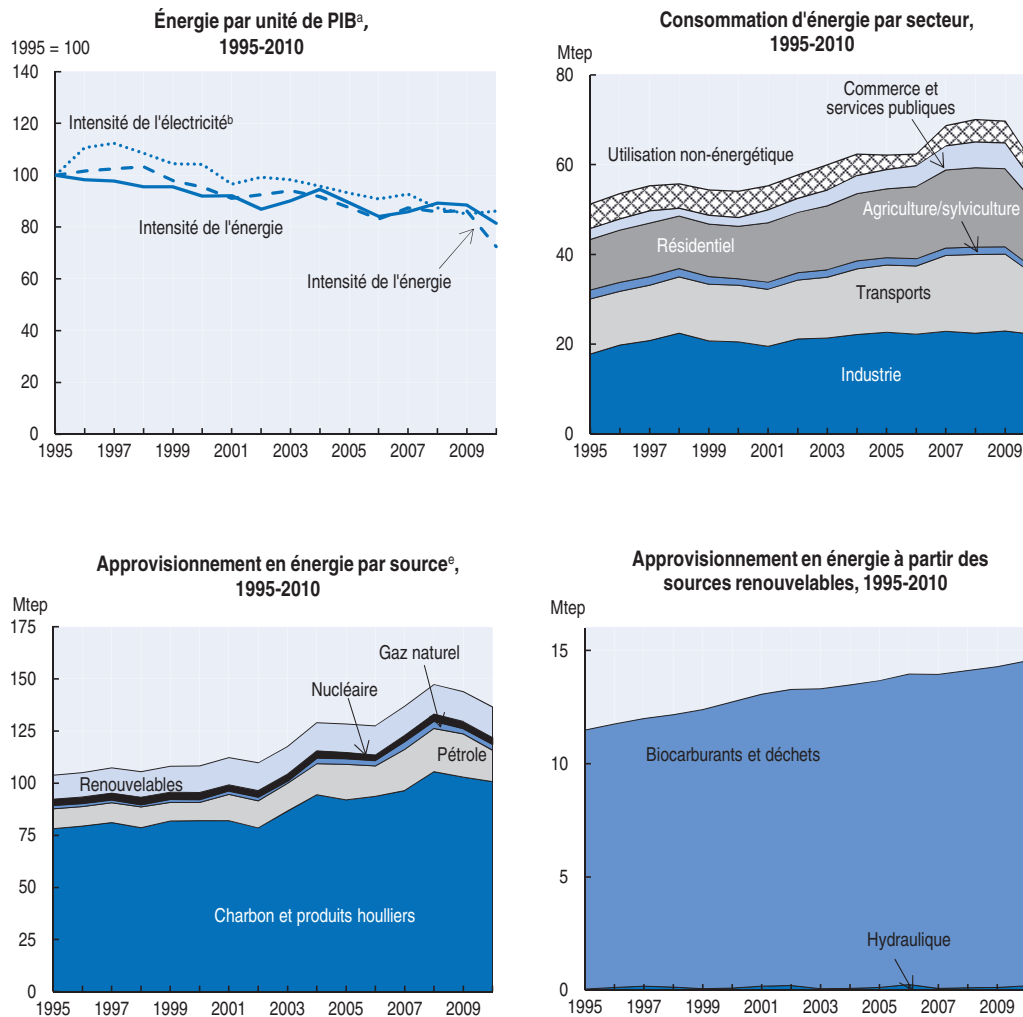 Énergie par unité de PIBᵃ,
1995-2010
1995 = 100
140
120
100
80
60
40
20
0
Intensité de l'électricitéᵇ
Intensité de l'énergie
Intensité de l'énergie
1995 1997 1999 2001 2003 2005 2007 2009
Consommation d'énergie par secteur,
1995-2010
Mtep
80
60
40
20
0
Commerce et
services publiques
Utilisation non-énergétique
Agriculture/sylviculture
Résidentiel
Transports
Industrie
1995 1997 1999 2001 2003 2005 2007 2009
Approvisionnement en énergie par sourceᵉ,
1995-2010
Mtep
175
150
125
100
75
50
25
0
Gaz naturel
Nucléaire
Pétrole
Renouvelables
Charbon et produits houlliers
1995 1997 1999 2001 2003 2005 2007 2009
Approvisionnement en énergie à partir des
sources renouvelables, 1995-2010
Mtep
15
10
5
0
Biocarburants et déchets
Hydraulique
1995 1997 1999 2001 2003 2005 2007 2009